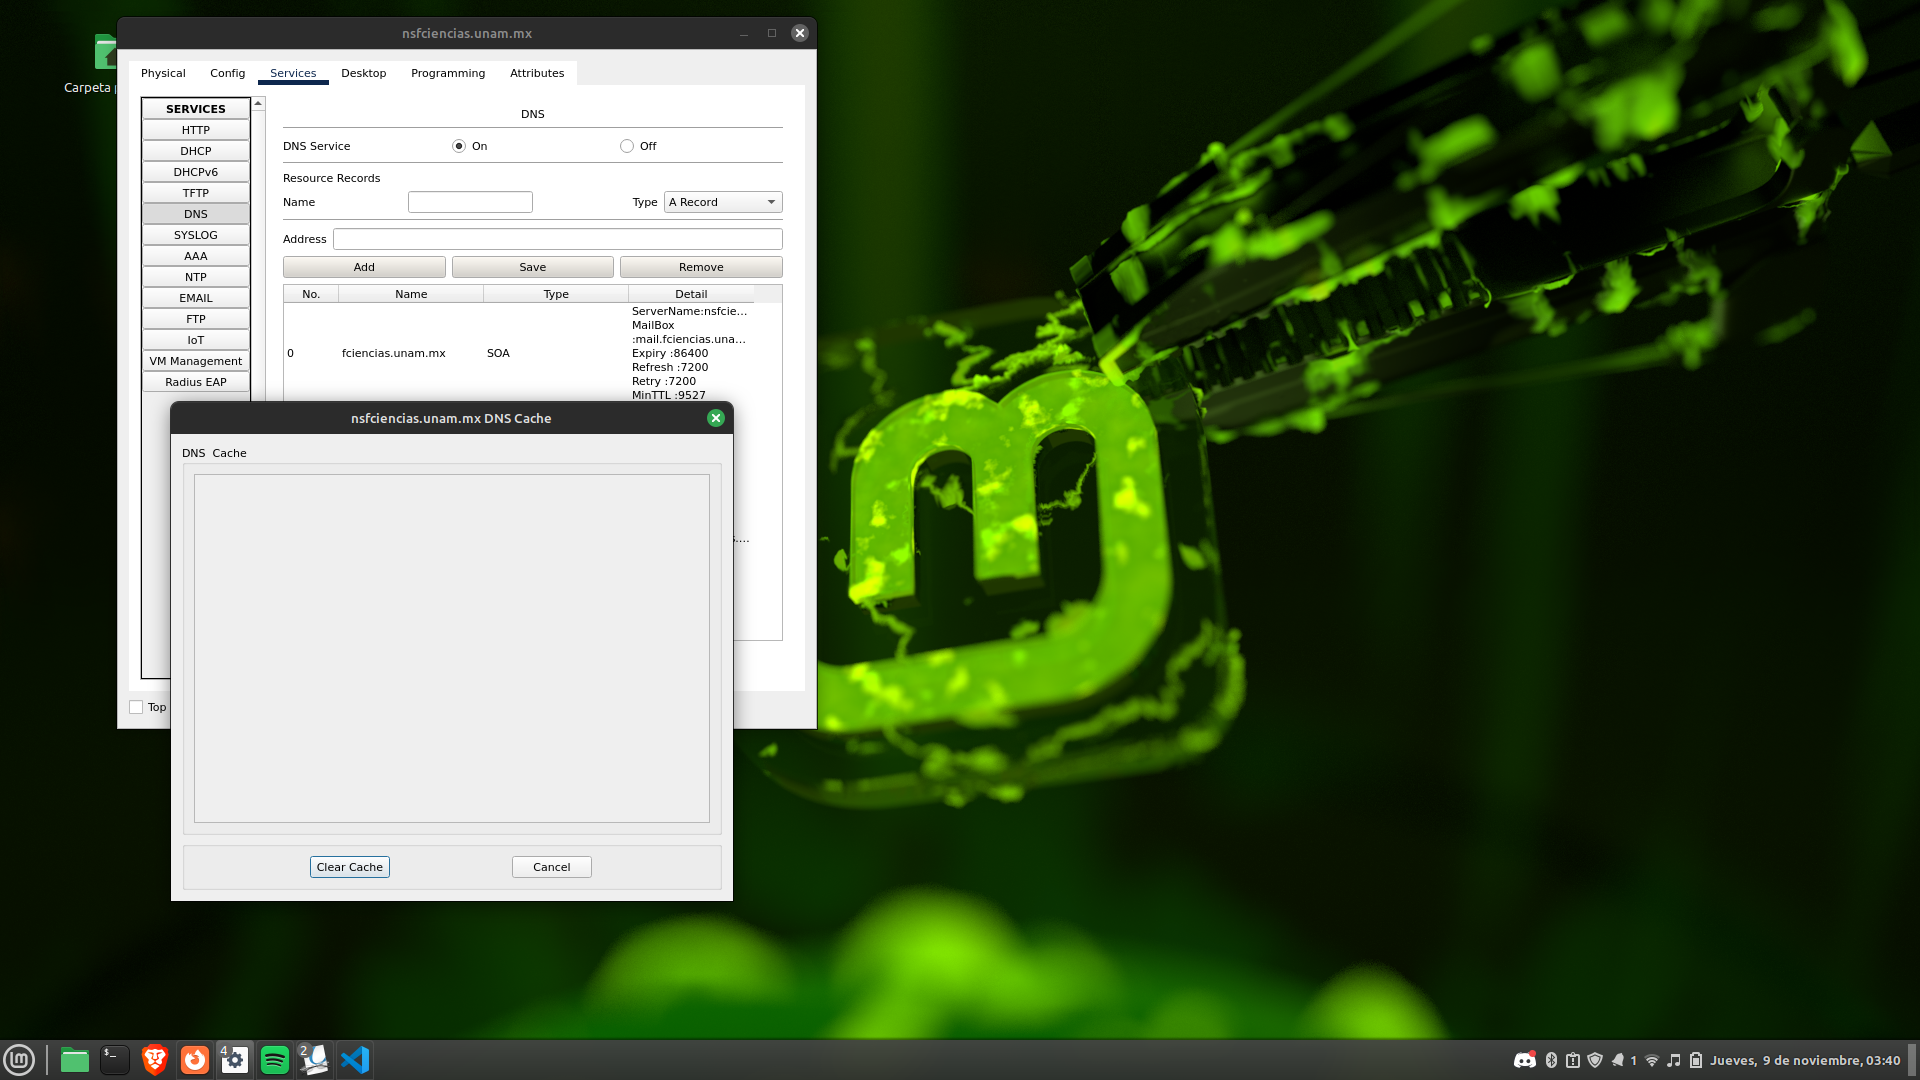 Carpeta
nsfciencias.unam.mx
Physical Config Services Desktop Programming Attributes
SERVICES
HTTP
DHCP
DHCPv6
TFTP
DNS
SYSLOG
AAA
NTP
EMAIL
FTP
IoT
VM Management
Radius EAP
DNS
DNS Service On Off
Resource Records
Name Type A Record
Address
Add Save Remove
No. Name Type Detail
0 fciencias.unam.mx SOA
ServerName:nsfcie...
MailBox
:mail.fciencias.una...
Expiry :86400
Refresh :7200
Retry :7200
MinTTL :9527
nsfciencias.unam.mx DNS Cache
DNS Cache
Clear Cache Cancel
Top
4
2
$_
1
Jueves, 9 de noviembre, 03:40